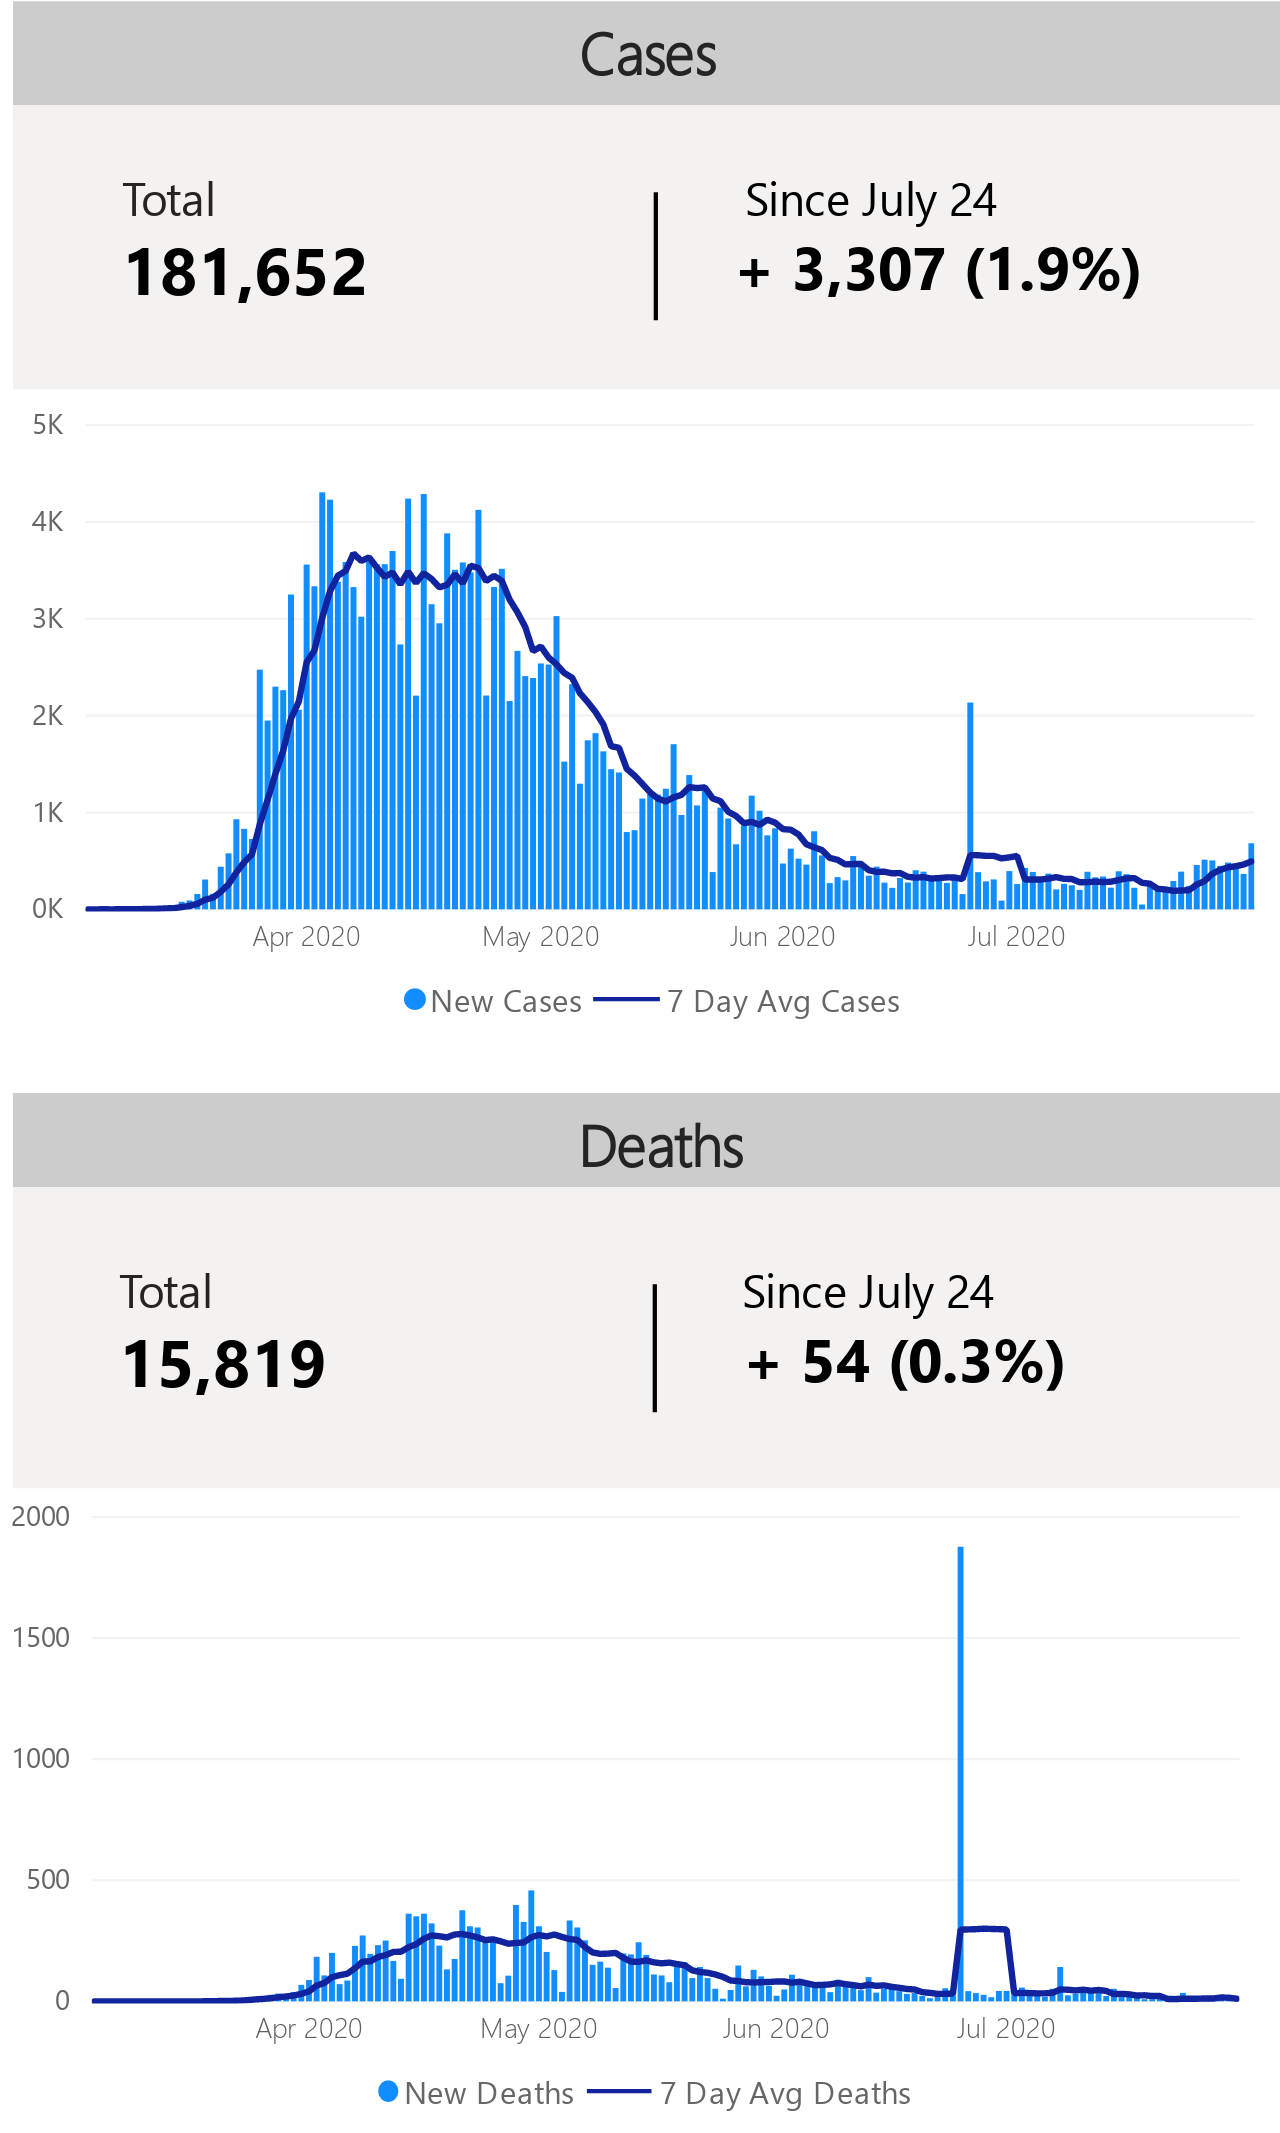 Cases
Total
Since July 24
181,652
+ 3,307 (1.9%)
5K
4K
3K
2K
1K
0K
Apr 2020
May 2020
Jun 2020
Jul 2020
New Cases
7 Day Avg Cases
Deaths
Total
Since July 24
15,819
+ 54 (0.3%)
2000
1500
1000
500
0
Apr 2020
May 2020
Jun 2020
Jul 2020
New Deaths
7 Day Avg Deaths